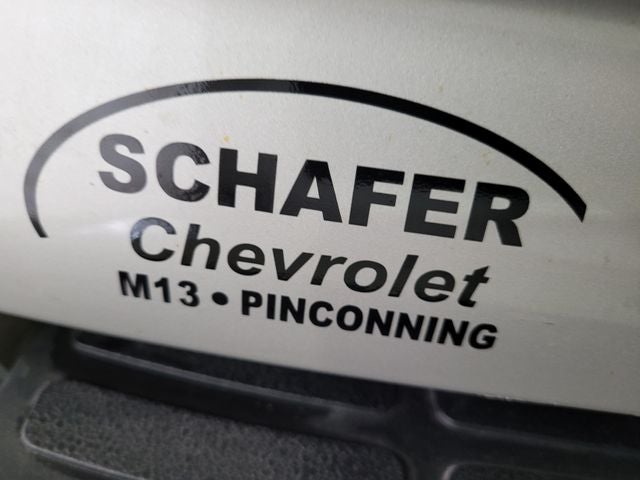 SCHAFER
Chevrolet
M13 • PINCONNING